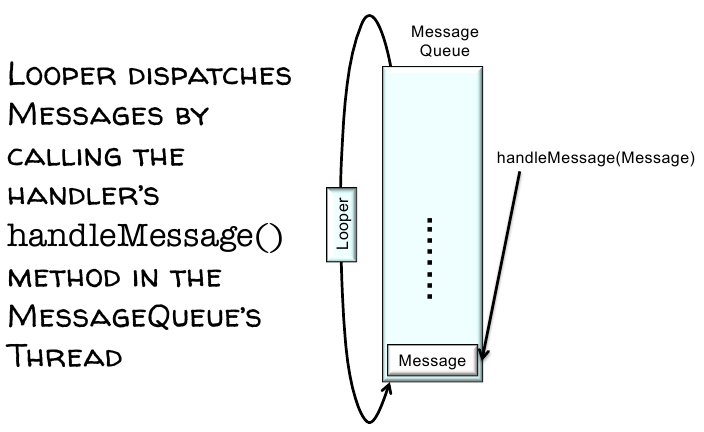 Looper dispatches
Messages by
calling the
handler's
handleMessage()
method in the
MessageQueue's
Thread
Message
Queue
handleMessage(Message)
Looper
Message